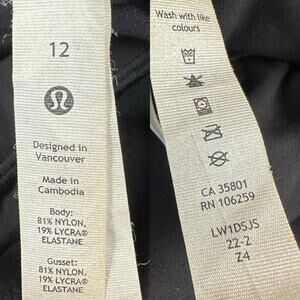 12
Designed in
Vancouver
Made in
Cambodia
Body:
81% NYLON,
19% LYCRA®
ELASTANE
Gusset:
81% NYLON,
19% LYCRA®
ELASTANE
Wash with like
colours
CA 35801
RN 106259
LW1DSJS
22-2
Z4